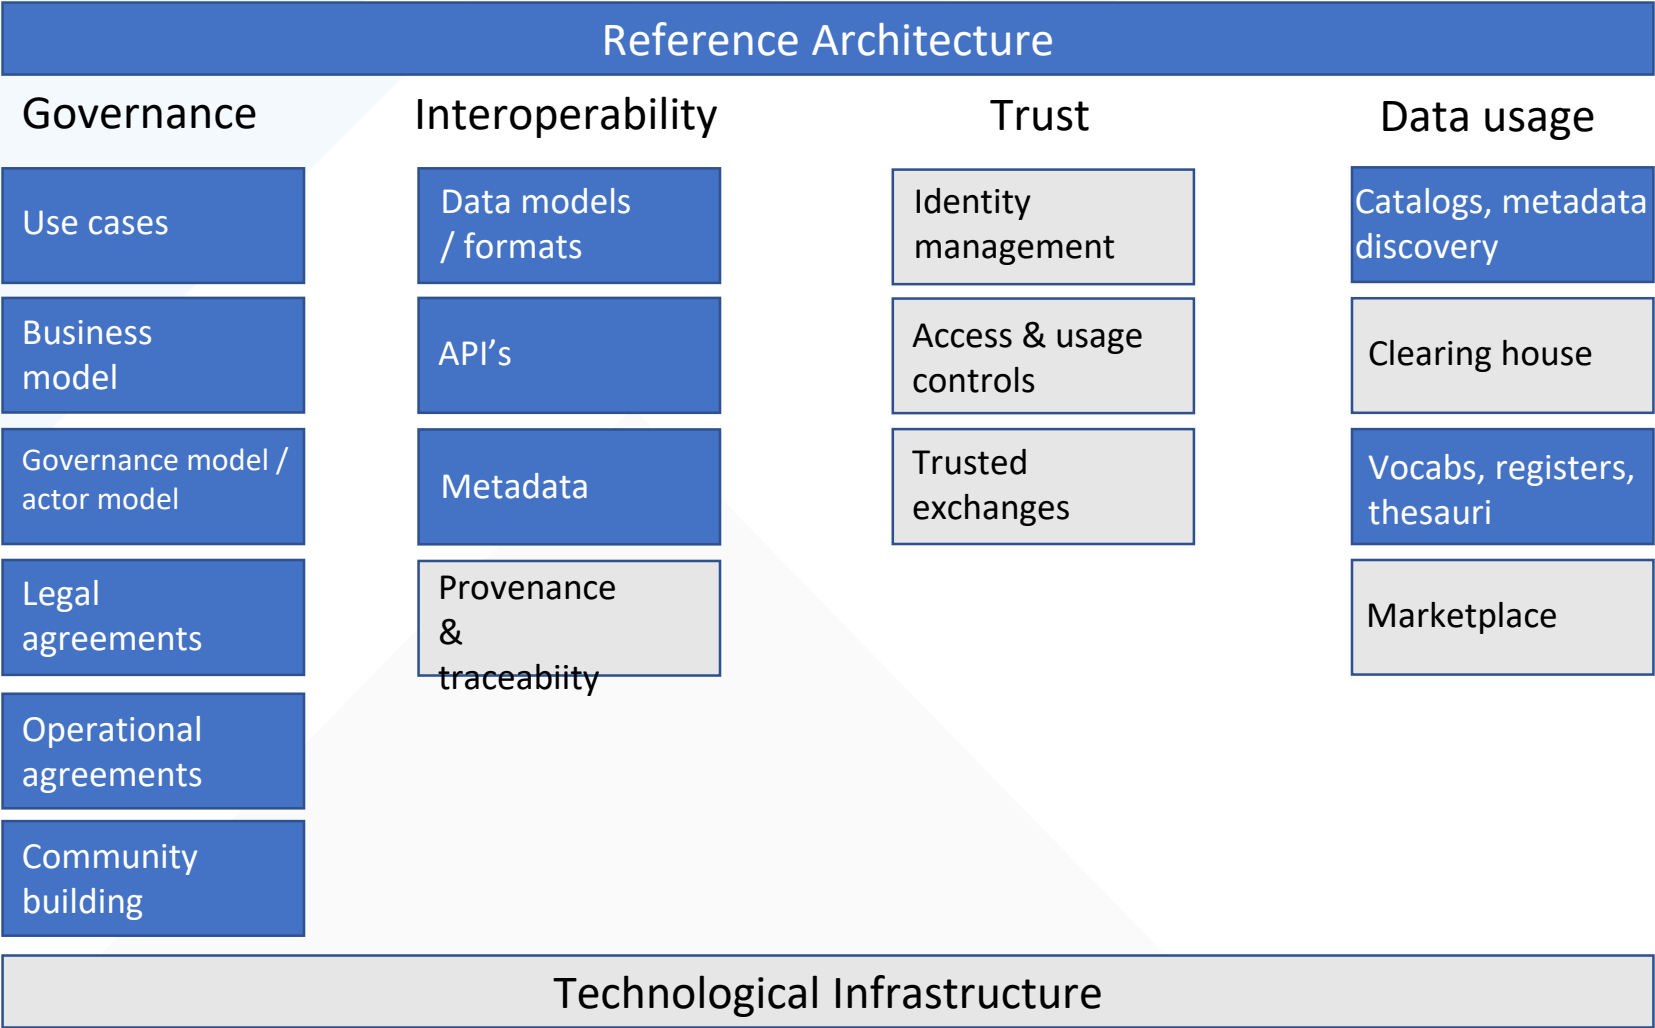 Reference Architecture
Governance
Use cases
Business
model
Governance model /
actor model
Legal
agreements
Operational
agreements
Community
building
Interoperability
Data models
/ formats
API’s
Metadata
Provenance
&
traceabiity
Trust
Identity
management
Access & usage
controls
Trusted
exchanges
Data usage
Catalogs, metadata
discovery
Clearing house
Vocabs, registers,
thesauri
Marketplace
Technological Infrastructure